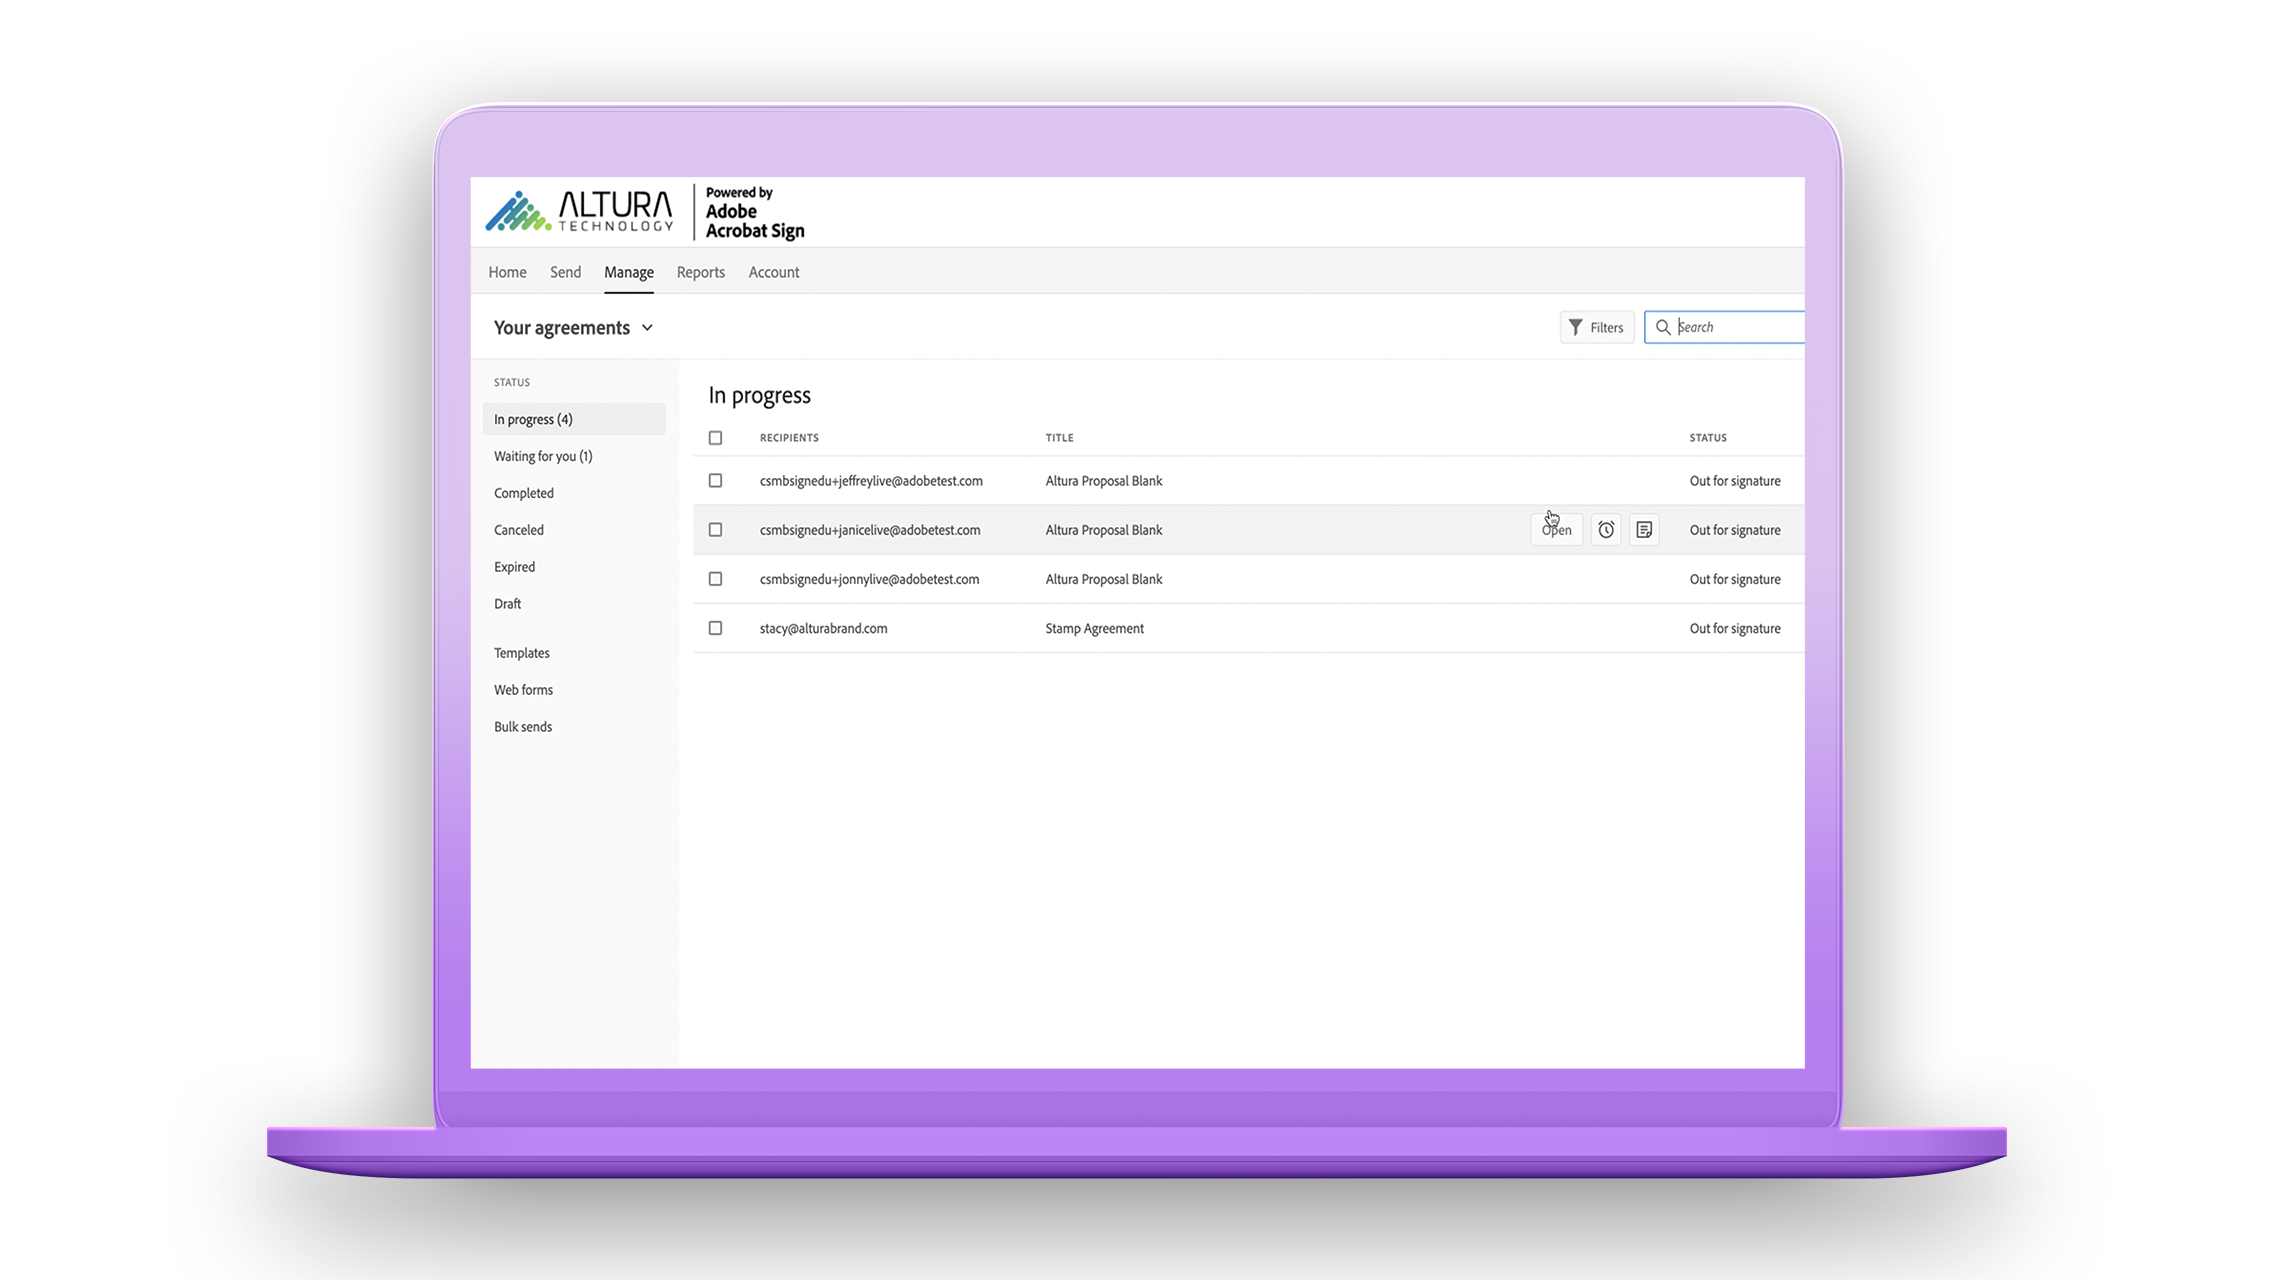 ALTURA
TECHNOLOGY
Powered by
Adobe
Acrobat Sign
Home Send Manage Reports Account
Your agreements
Filters
Search
STATUS
In progress (4)
Waiting for you (1)
Completed
Canceled
Expired
Draft
Templates
Web forms
Bulk sends
In progress
RECIPIENTS TITLE STATUS
csmbsignedu+jeffreylive@adobetest.com Altura Proposal Blank Out for signature
csmbsignedu+janicelive@adobetest.com Altura Proposal Blank Open Out for signature
csmbsignedu+jonnylive@adobetest.com Altura Proposal Blank Out for signature
stacy@alturabrand.com Stamp Agreement Out for signature